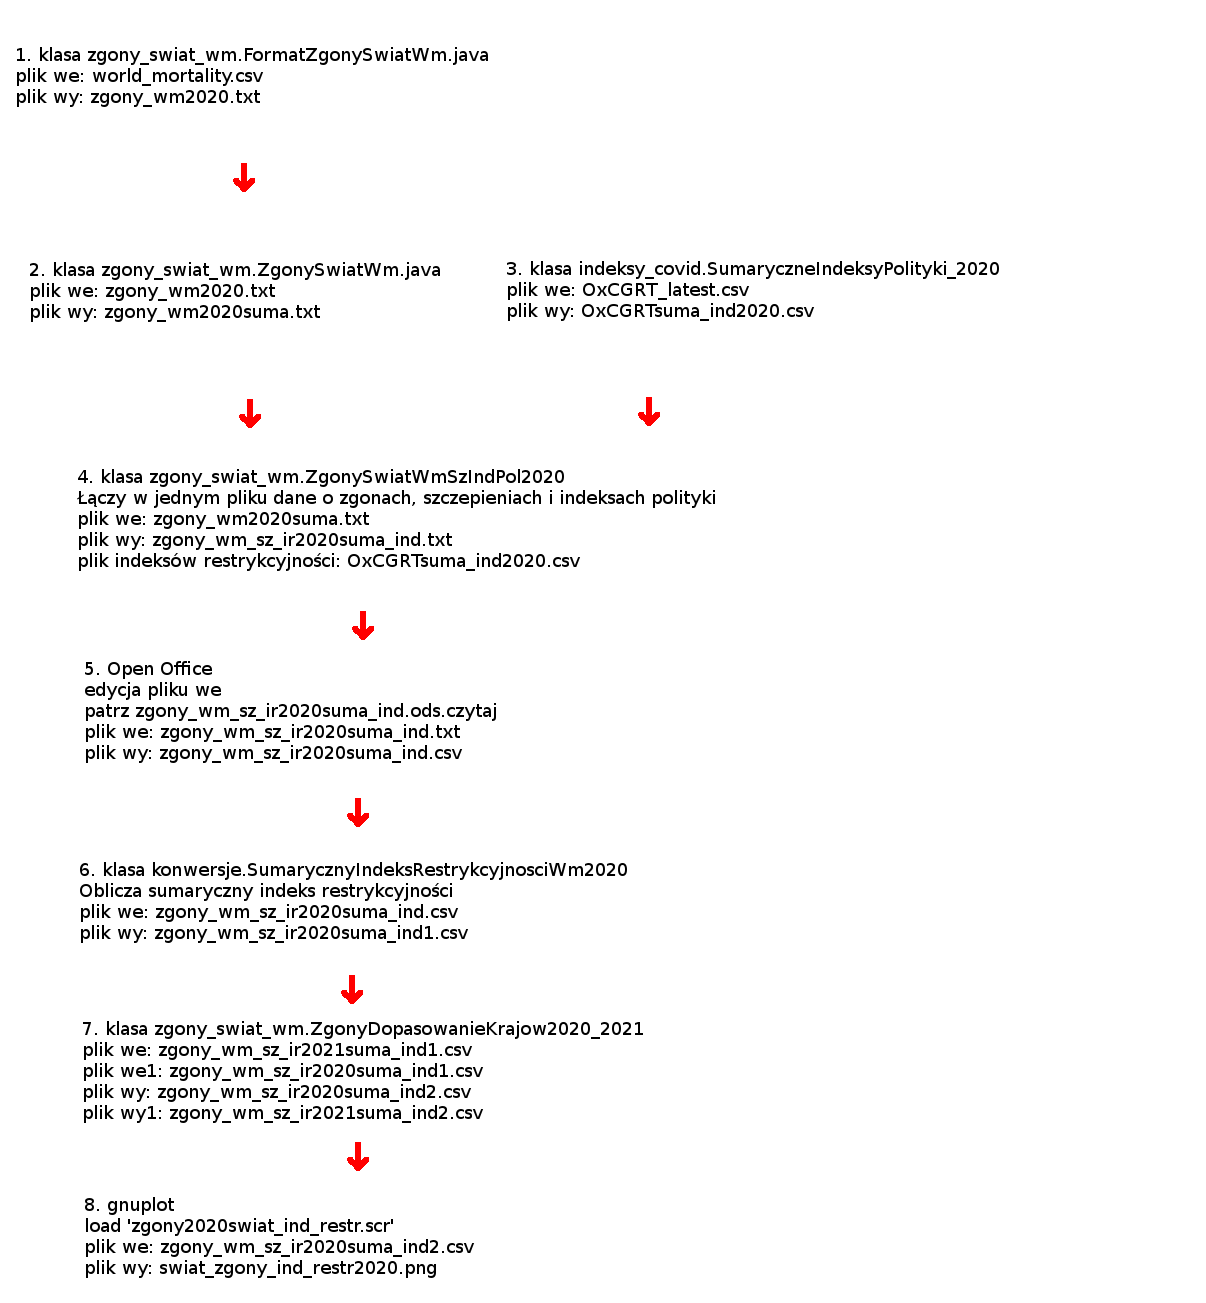 1. klasa zgony_swiat_wm.FormatZgonySwiatWm.java
plik we: world_mortality.csv
plik wy: zgony_wm2020.txt
2. klasa zgony_swiat_wm.ZgonySwiatWm.java
plik we: zgony_wm2020.txt
plik wy: zgony_wm2020suma.txt
3. klasa indeksy_covid.SumaryczneIndeksyPolityki_2020
plik we: OxCGRT_latest.csv
plik wy: OxCGRTsuma_ind2020.csv
4. klasa zgony_swiat_wm.ZgonySwiatWmSzIndPol2020
Łączy w jednym pliku dane o zgonach, szczepieniach i indeksach polityki
plik we: zgony_wm2020suma.txt
plik wy: zgony_wm_sz_ir2020suma_ind.txt
plik indeksów restrykcyjności: OxCGRTsuma_ind2020.csv
5. Open Office
edycja pliku we
patrz zgony_wm_sz_ir2020suma_ind.ods.czytaj
plik we: zgony_wm_sz_ir2020suma_ind.txt
plik wy: zgony_wm_sz_ir2020suma_ind.csv
6. klasa konwersje.SumarycznyIndeksRestrykcyjnosciWm2020
Oblicza sumaryczny indeks restrykcyjności
plik we: zgony_wm_sz_ir2020suma_ind.csv
plik wy: zgony_wm_sz_ir2020suma_ind1.csv
7. klasa zgony_swiat_wm.ZgonyDopasowanieKrajow2020_2021
plik we: zgony_wm_sz_ir2021suma_ind1.csv
plik we1: zgony_wm_sz_ir2020suma_ind1.csv
plik wy: zgony_wm_sz_ir2020suma_ind2.csv
plik wy1: zgony_wm_sz_ir2021suma_ind2.csv
8. gnuplot
load 'zgony2020swiat_ind_restr.scr'
plik we: zgony_wm_sz_ir2020suma_ind2.csv
plik wy: swiat_zgony_ind_restr2020.png